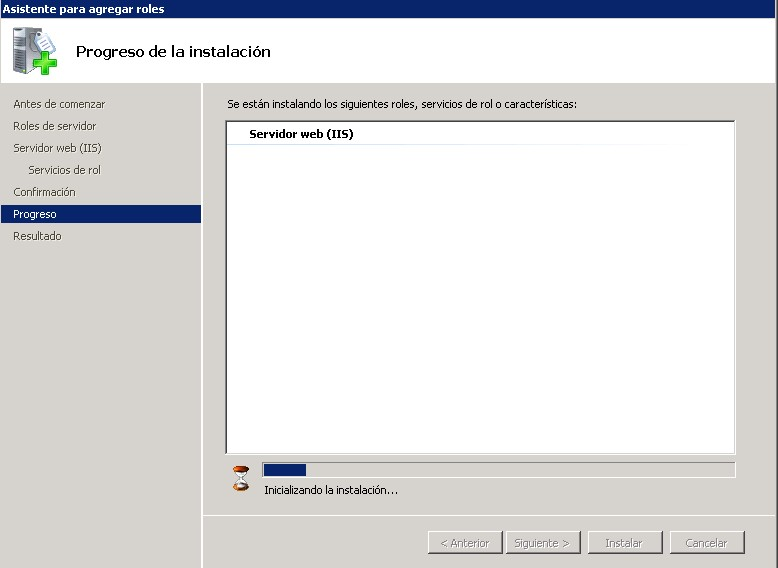 Asistente para agregar roles
Progreso de la instalación
Antes de comenzar
Roles de servidor
Servidor web (IIS)
Servicios de rol
Confirmación
Progreso
Resultado
Se están instalando los siguientes roles, servicios de rol o características:
Servidor web (IIS)
Inicializando la instalación...
< Anterior
Siguiente >
Instalar
Cancelar